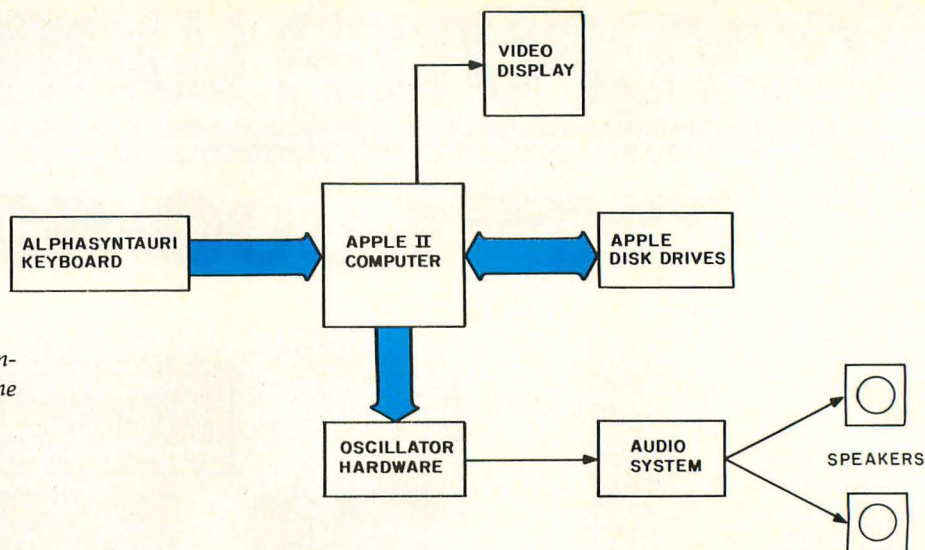 VIDEO
DISPLAY
ALPHASYNTAURI
KEYBOARD
APPLE II
COMPUTER
APPLE
DISK DRIVES
OSCILLATOR
HARDWARE
AUDIO
SYSTEM
SPEAKERS